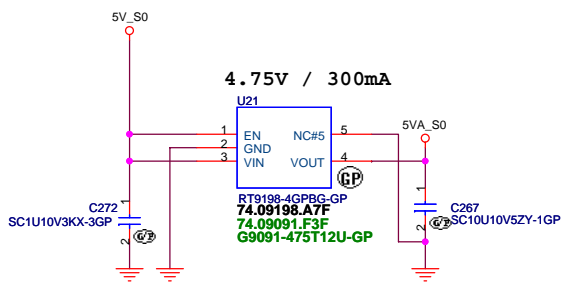 5V_S0
4.75V / 300mA
U21
5VA_S0
1
EN
NC#5
5
2
GND
3
VIN
VOUT
4
GP
RT9198-4GPBG-GP
74.09198.A7F
74.09091.F3F
G9091-475T12U-GP
1
C272
SC1U10V3KX-3GP
2
G/P
1
C267
SC10U10V5ZY-1GP
2
G/P